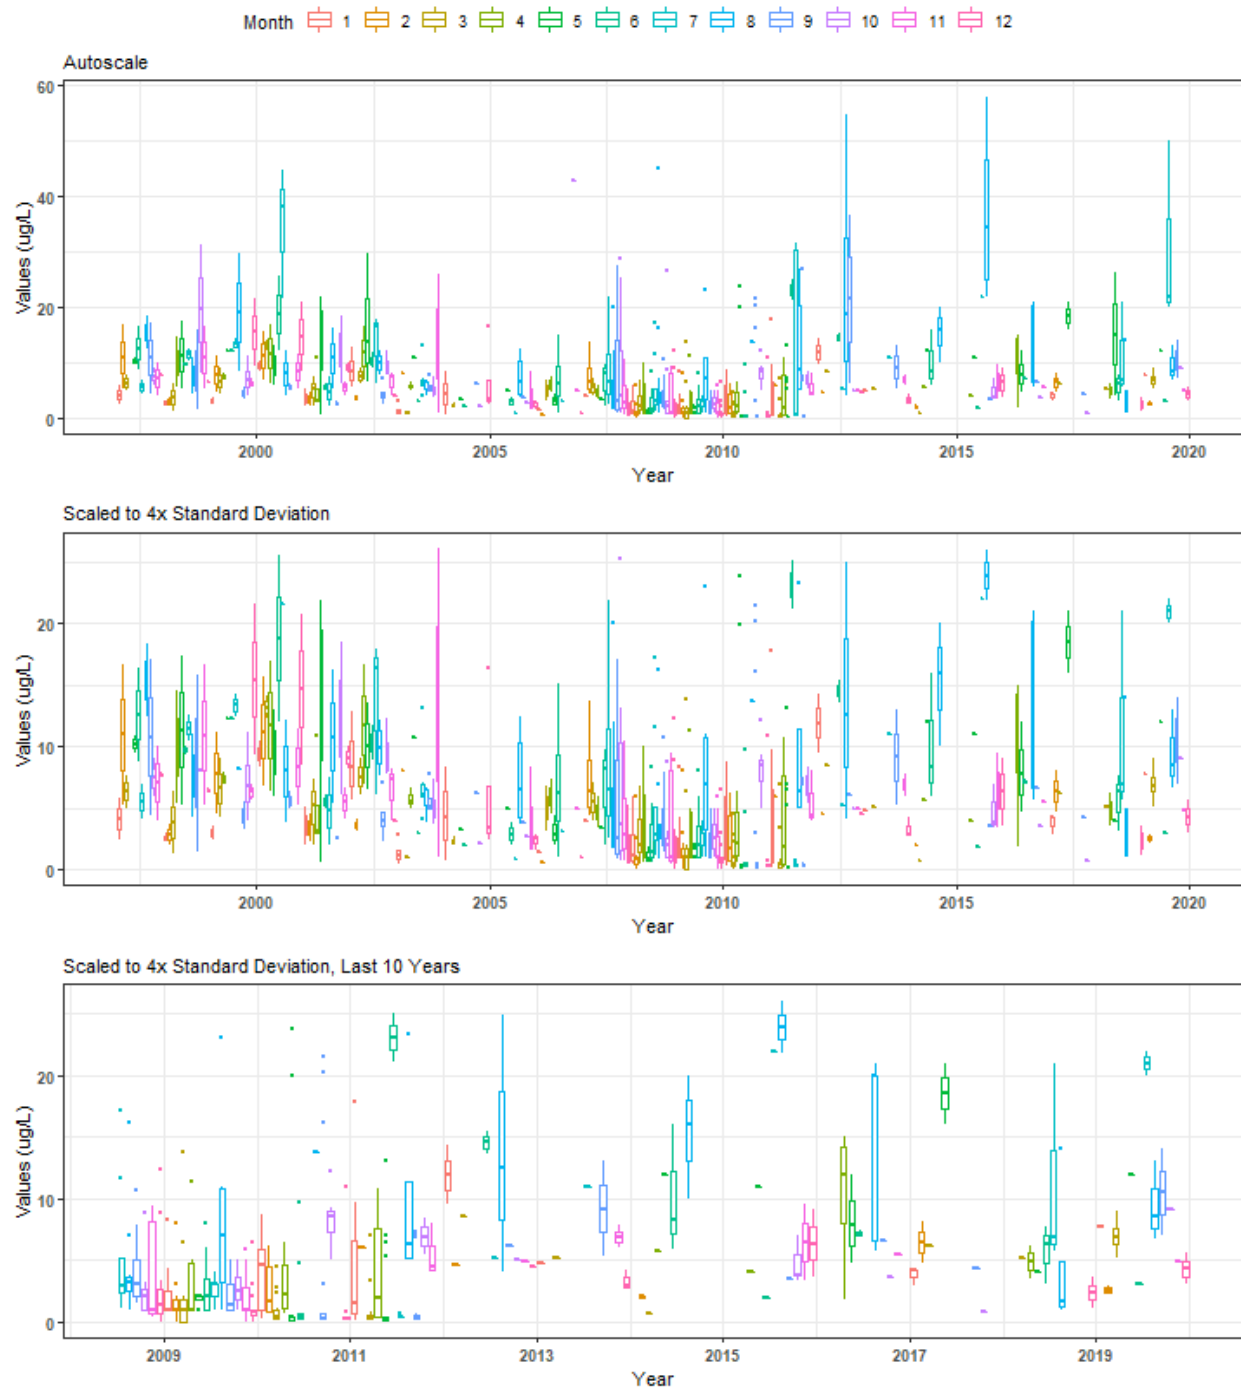 Month 1 2 3 4 5 6 7 8 9 10 11 12
Autoscale
60
40
20
0
Values (ug/L)
2000 2005 2010 2015 2020
Year
Scaled to 4x Standard Deviation
20
10
0
Values (ug/L)
2000 2005 2010 2015 2020
Year
Scaled to 4x Standard Deviation, Last 10 Years
20
10
0
Values (ug/L)
2009 2011 2013 2015 2017 2019
Year